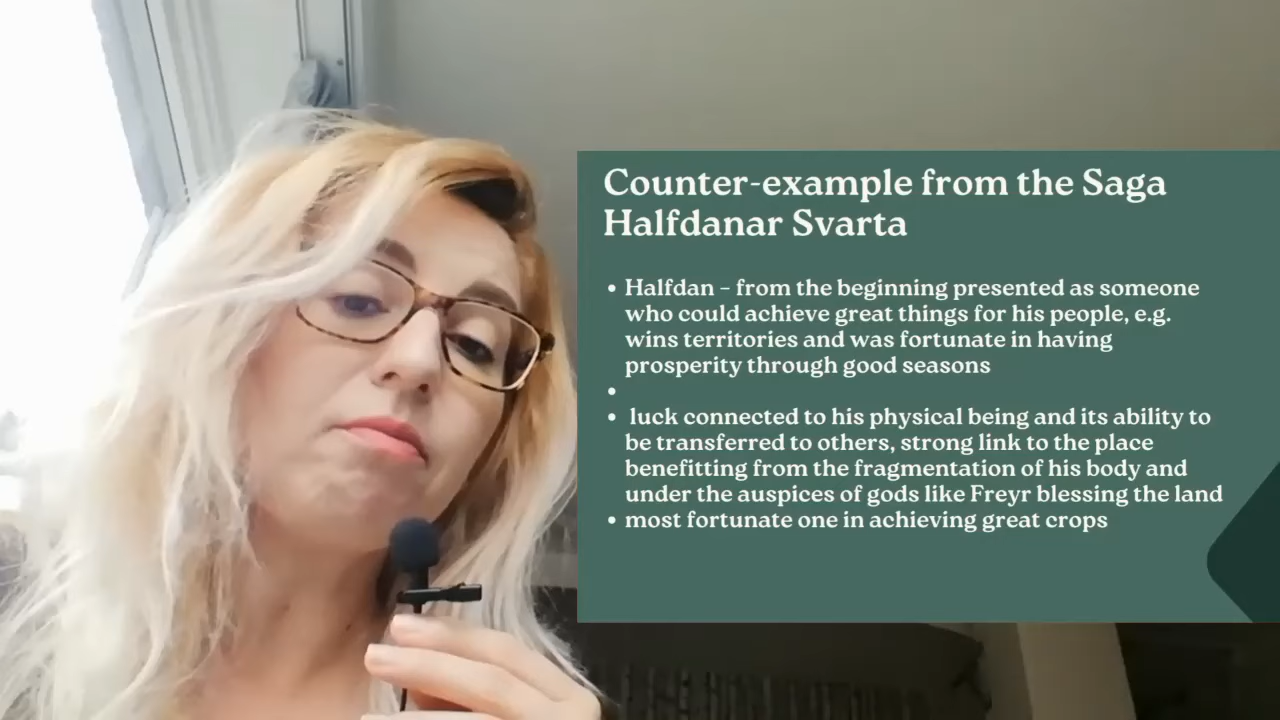 Counter-example from the Saga
Halfdanar Svarta
• Halfdan – from the beginning presented as someone
who could achieve great things for his people, e.g.
wins territories and was fortunate in having
prosperity through good seasons
•
• luck connected to his physical being and its ability to
be transferred to others, strong link to the place
benefitting from the fragmentation of his body and
under the auspices of gods like Freyr blessing the land
• most fortunate one in achieving great crops